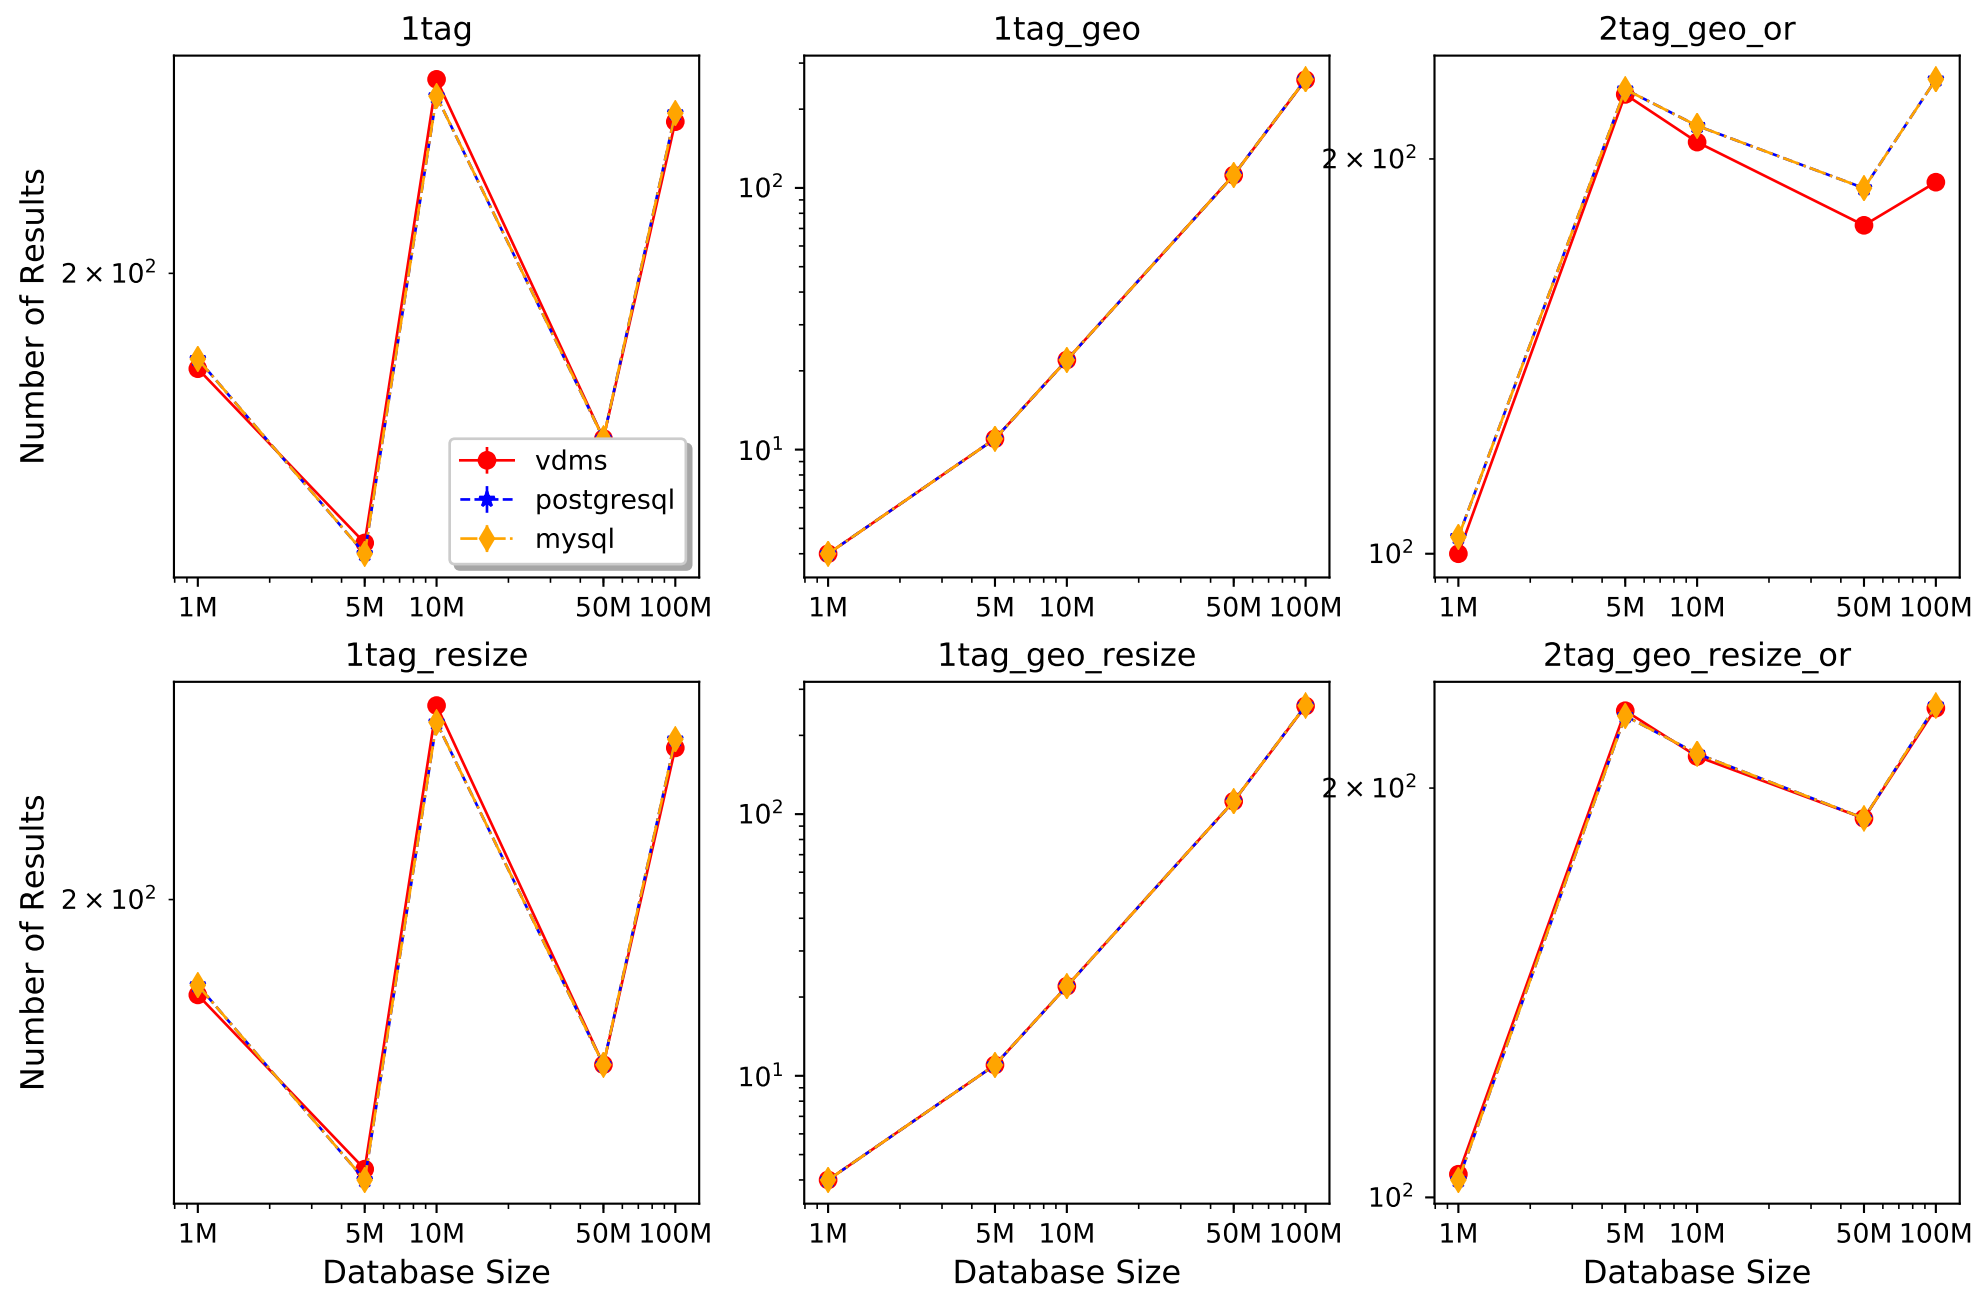 1tag
1tag_geo
2tag_geo_or
Number of Results
2 × 10²
10²
10¹
2 × 10²
10²
vdms
postgresql
mysql
1M 5M 10M 50M 100M
1M 5M 10M 50M 100M
1M 5M 10M 50M 100M
1tag_resize
1tag_geo_resize
2tag_geo_resize_or
Number of Results
2 × 10²
10²
10¹
2 × 10²
10²
1M 5M 10M 50M 100M
1M 5M 10M 50M 100M
1M 5M 10M 50M 100M
Database Size
Database Size
Database Size